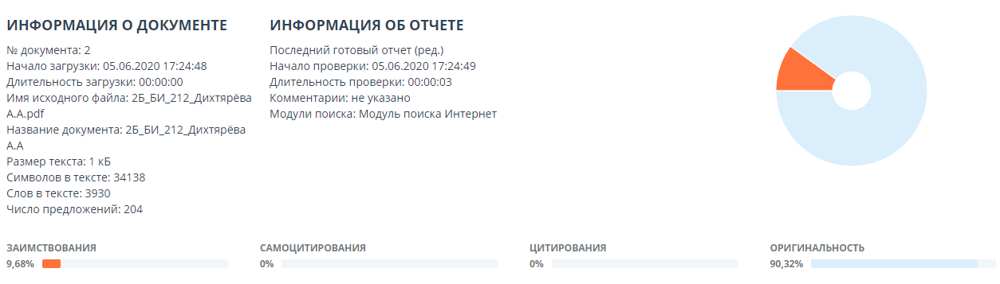 ИНФОРМАЦИЯ О ДОКУМЕНТЕ
№ документа: 2
Начало загрузки: 05.06.2020 17:24:48
Длительность загрузки: 00:00:00
Имя исходного файла: 2Б_БИ_212_Дихтярёва
А.А.pdf
Название документа: 2Б_БИ_212_Дихтярёва
А.А
Размер текста: 1 кБ
Символов в тексте: 34138
Слов в тексте: 3930
Число предложений: 204
ИНФОРМАЦИЯ ОБ ОТЧЕТЕ
Последний готовый отчет (ред.)
Начало проверки: 05.06.2020 17:24:49
Длительность проверки: 00:00:03
Комментарии: не указано
Модули поиска: Модуль поиска Интернет
ЗАИМСТВОВАНИЯ
9,68%
САМОЦИТИРОВАНИЯ
0%
ЦИТИРОВАНИЯ
0%
ОРИГИНАЛЬНОСТЬ
90,32%